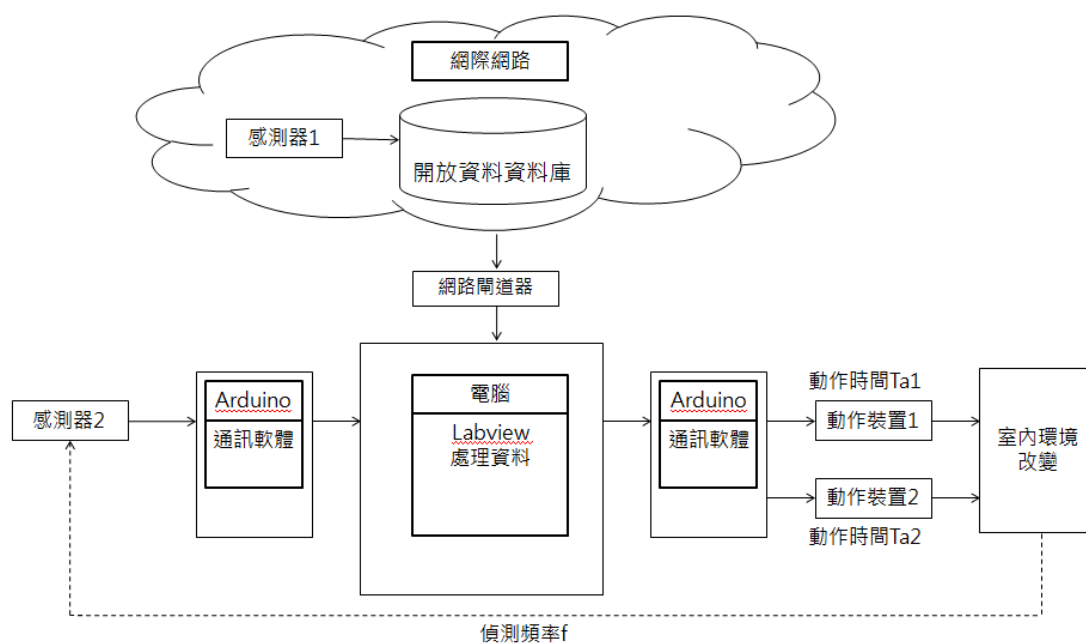 網際網路
感測器1
開放資料資料庫
網路閘道器
感測器2
Arduino
通訊軟體
電腦
Labview
處理資料
Arduino
通訊軟體
動作時間Ta1
動作裝置1
動作裝置2
動作時間Ta2
室內環境
改變
偵測頻率f